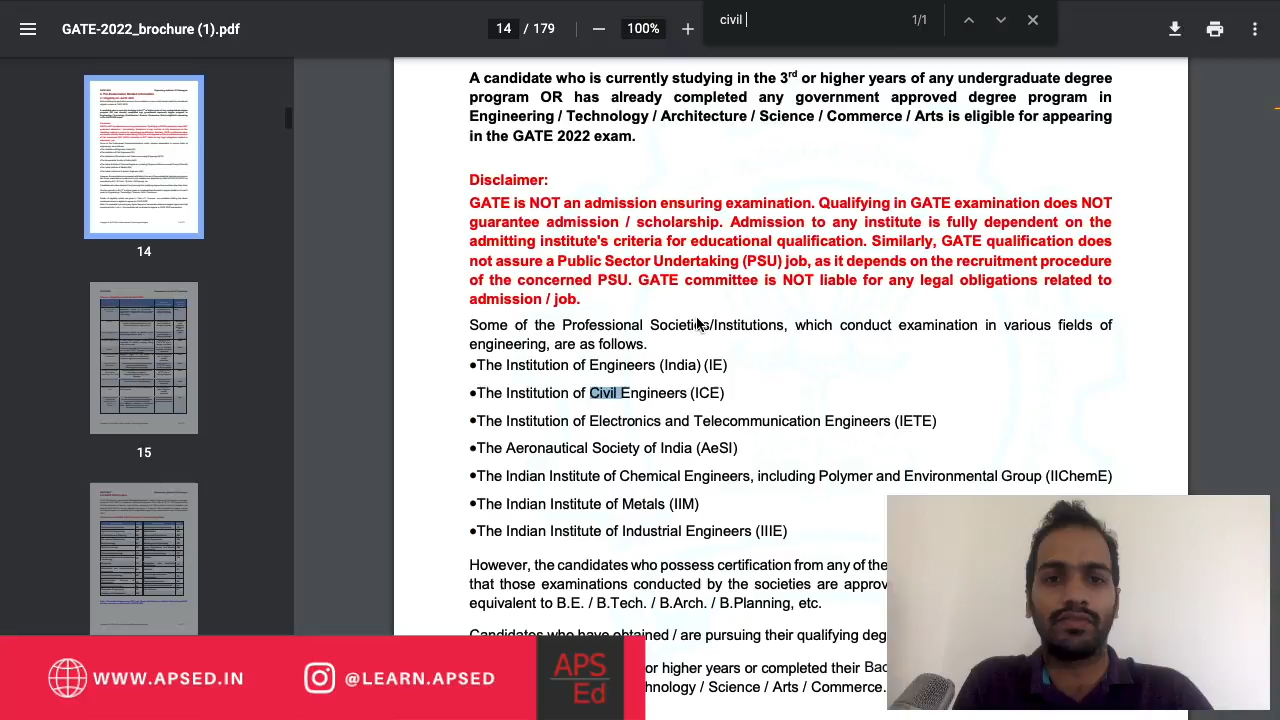 GATE-2022_brochure (1).pdf
14 / 179
100%
civil
1/1
A candidate who is currently studying in the 3rd or higher years of any undergraduate degree
program OR has already completed any government approved degree program in
Engineering / Technology / Architecture / Science / Commerce / Arts is eligible for appearing
in the GATE 2022 exam.
Disclaimer:
GATE is NOT an admission ensuring examination. Qualifying in GATE examination does NOT
guarantee admission / scholarship. Admission to any institute is fully dependent on the
admitting institute's criteria for educational qualification. Similarly, GATE qualification does
not assure a Public Sector Undertaking (PSU) job, as it depends on the recruitment procedure
of the concerned PSU. GATE committee is NOT liable for any legal obligations related to
admission / job.
Some of the Professional Societies/Institutions, which conduct examination in various fields of
engineering, are as follows.
•The Institution of Engineers (India) (IE)
•The Institution of Civil Engineers (ICE)
•The Institution of Electronics and Telecommunication Engineers (IETE)
•The Aeronautical Society of India (AeSI)
•The Indian Institute of Chemical Engineers, including Polymer and Environmental Group (IIChemE)
•The Indian Institute of Metals (IIM)
•The Indian Institute of Industrial Engineers (IIIE)
However, the candidates who possess certification from any of the
that those examinations conducted by the societies are approv
equivalent to B.E. / B.Tech. / B.Arch. / B.Planning, etc.
Candidates who have obtained / are pursuing their qualifying deg
or higher years or completed their Bac
hnology / Science / Arts / Commerce.
14
15
WWW.APSED.IN
@LEARN.APSED
APS
Ed